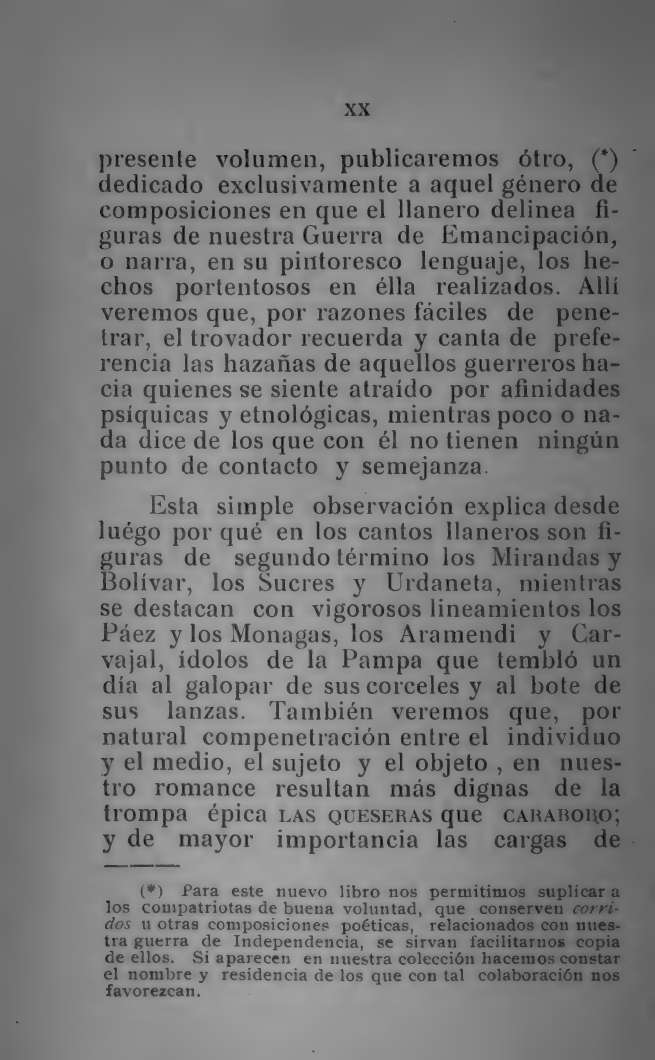 XX
presente volumen, publicaremos ótro, (*)
dedicado exclusivamente a aquel género de
composiciones en que el llanero delinea fi-
guras de nuestra Guerra de Emancipación,
o narra, en su pintoresco lenguaje, los he-
chos portentosos en élla realizados. Allí
veremos que, por razones fáciles de pene-
trar, el trovador recuerda y canta de prefe-
rencia las hazañas de aquellos guerreros ha-
cia quienes se siente atraído por afinidades
psíquicas y etnológicas, mientras poco o na-
da dice de los que con él no tienen ningún
punto de contacto y semejanza.
Esta simple observación explica desde
luégo por qué en los cantos llaneros son fi-
guras de segundo término los Mirandas y
Bolívar, los Sucres y Urdaneta, mientras
se destacan con vigorosos lineamientos los
Páez y los Monagas, los Aramendi y Car-
vajal, ídolos de la Pampa que tembló un
día al galopar de sus corceles y al bote de
sus lanzas. También veremos que, por
natural compenetración entre el individuo
y el medio, el sujeto y el objeto , en nues-
tro romance resultan más dignas de la
trompa épica LAS QUESERAS que CARABOBO;
y de mayor importancia las cargas de
(*) Para este nuevo libro nos permitimos suplicar a
los compatriotas de buena voluntad, que conserven corri-
dos u otras composiciones poéticas, relacionados con nues-
tra guerra de Independencia, se sirvan facilitarnos copia
de ellos. Si aparecen en nuestra colección hacemos constar
el nombre y residencia de los que con tal colaboración nos
favorezcan.